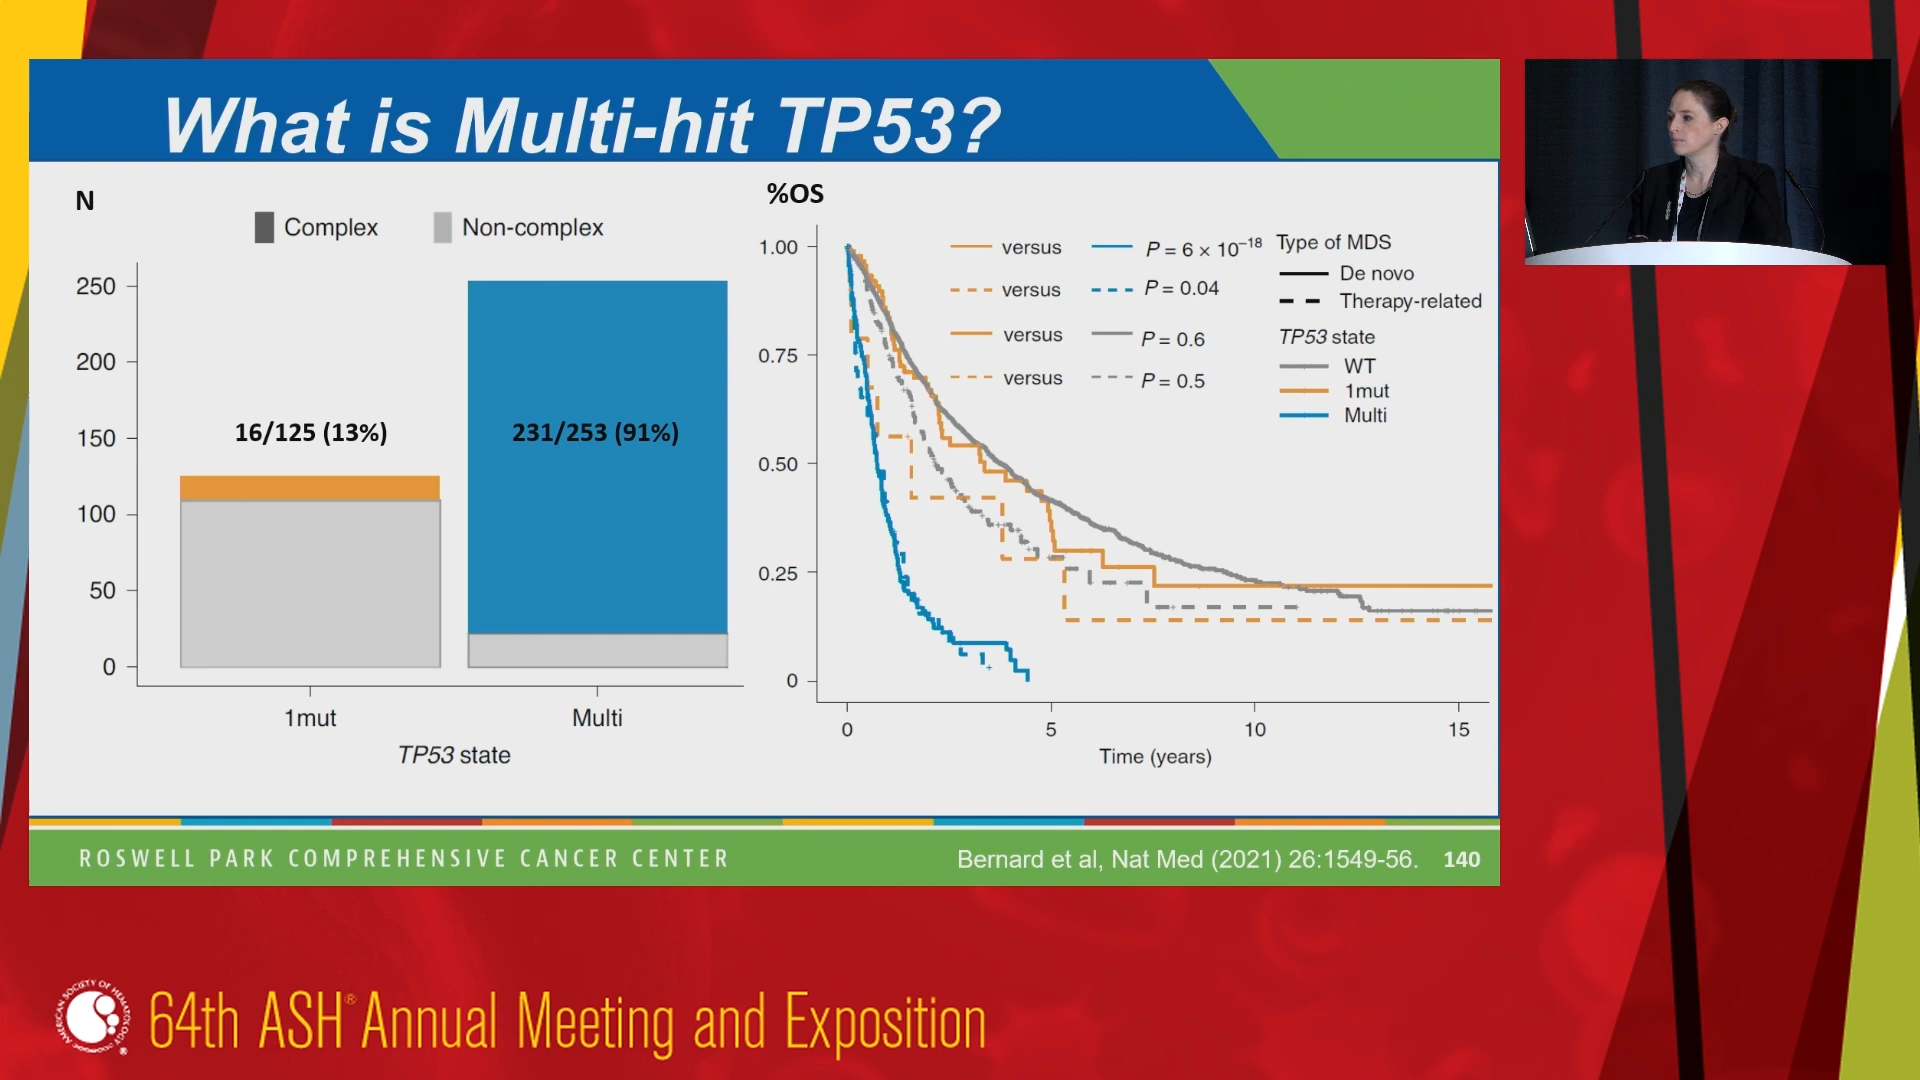 What is Multi-hit TP53?
N
Complex
Non-complex
250
200
150
100
50
0
16/125 (13%)
231/253 (91%)
1mut
Multi
TP53 state
%OS
1.00
0.75
0.50
0.25
0
versus
P = 6 × 10⁻¹⁸
versus
P = 0.04
versus
P = 0.6
versus
P = 0.5
Type of MDS
De novo
Therapy-related
TP53 state
WT
1mut
Multi
0
5
10
15
Time (years)
ROSWELL PARK COMPREHENSIVE CANCER CENTER
Bernard et al, Nat Med (2021) 26:1549-56.
140
AMERICAN SOCIETY OF HEMATOLOGY
64th ASH® Annual Meeting and Exposition